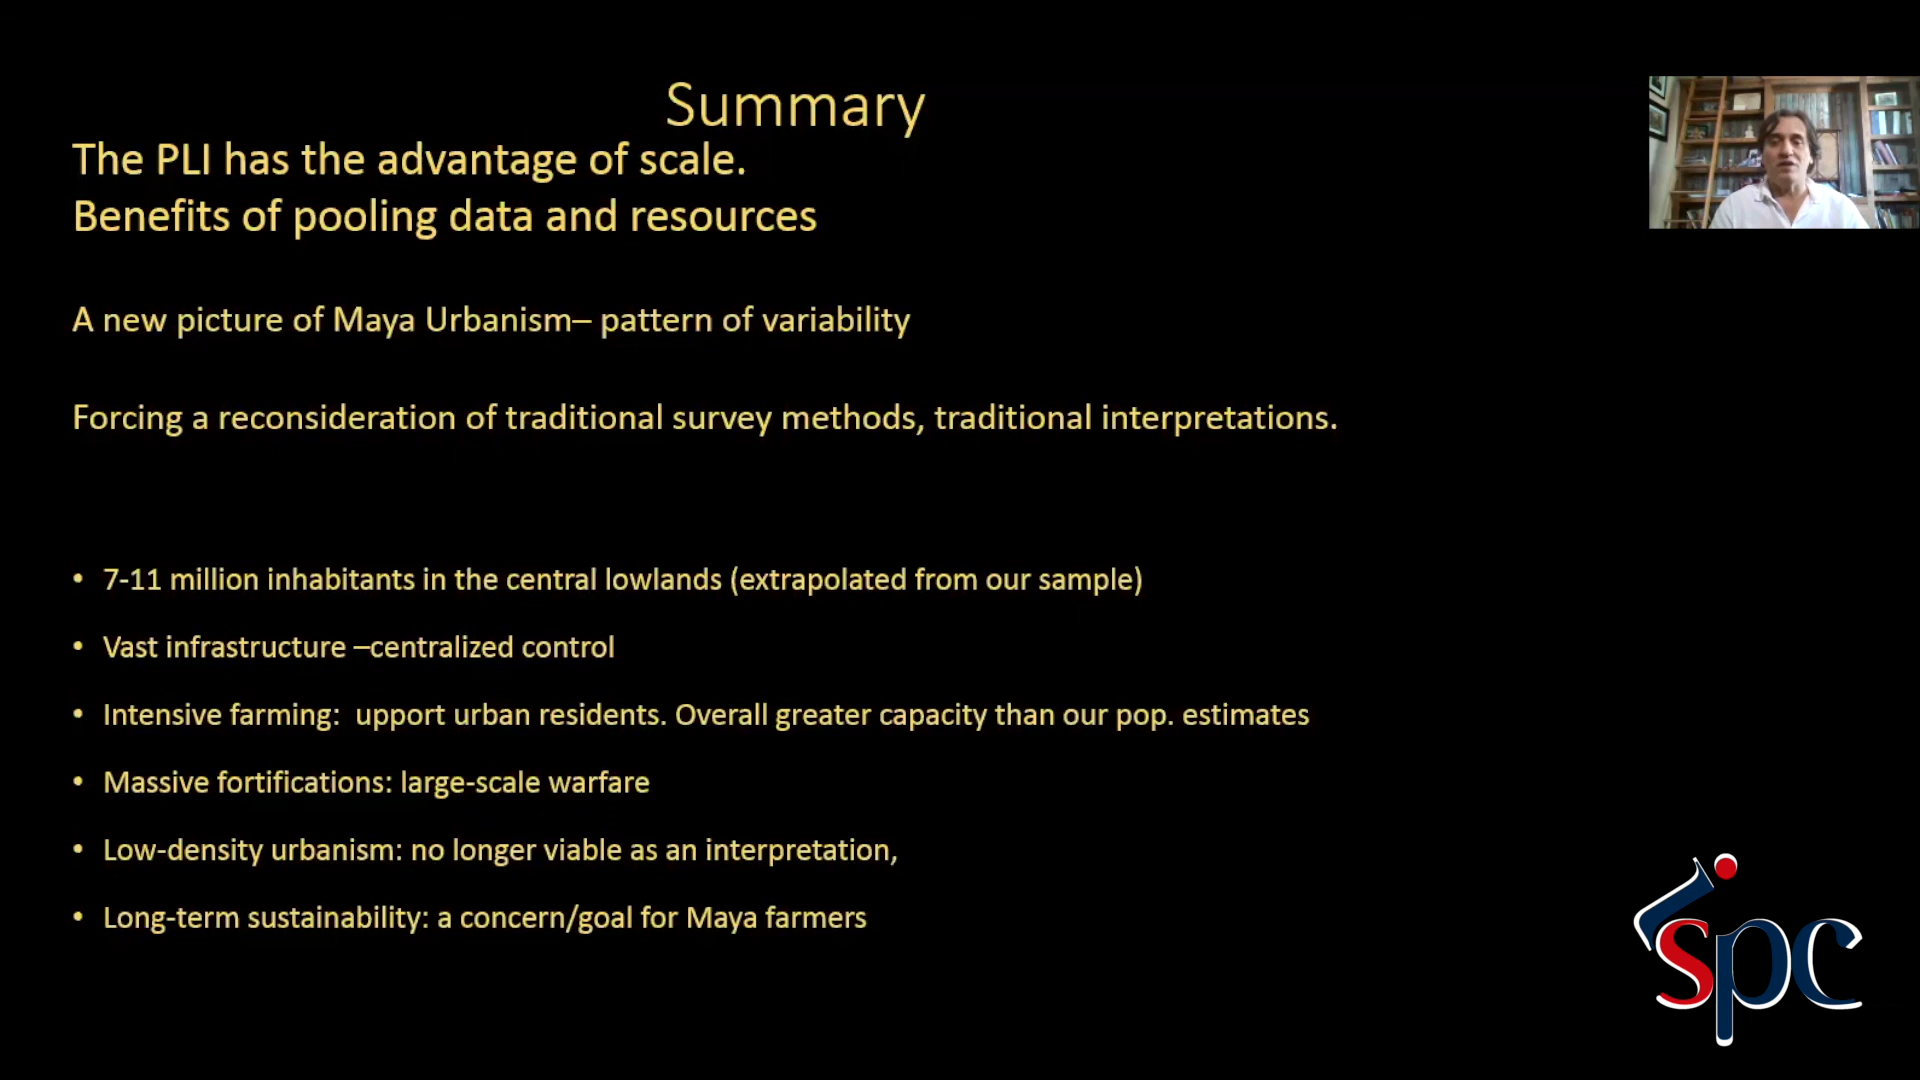 Summary
The PLI has the advantage of scale.
Benefits of pooling data and resources
A new picture of Maya Urbanism– pattern of variability
Forcing a reconsideration of traditional survey methods, traditional interpretations.
• 7-11 million inhabitants in the central lowlands (extrapolated from our sample)
• Vast infrastructure –centralized control
• Intensive farming:  upport urban residents. Overall greater capacity than our pop. estimates
• Massive fortifications: large-scale warfare
• Low-density urbanism: no longer viable as an interpretation,
• Long-term sustainability: a concern/goal for Maya farmers
spc